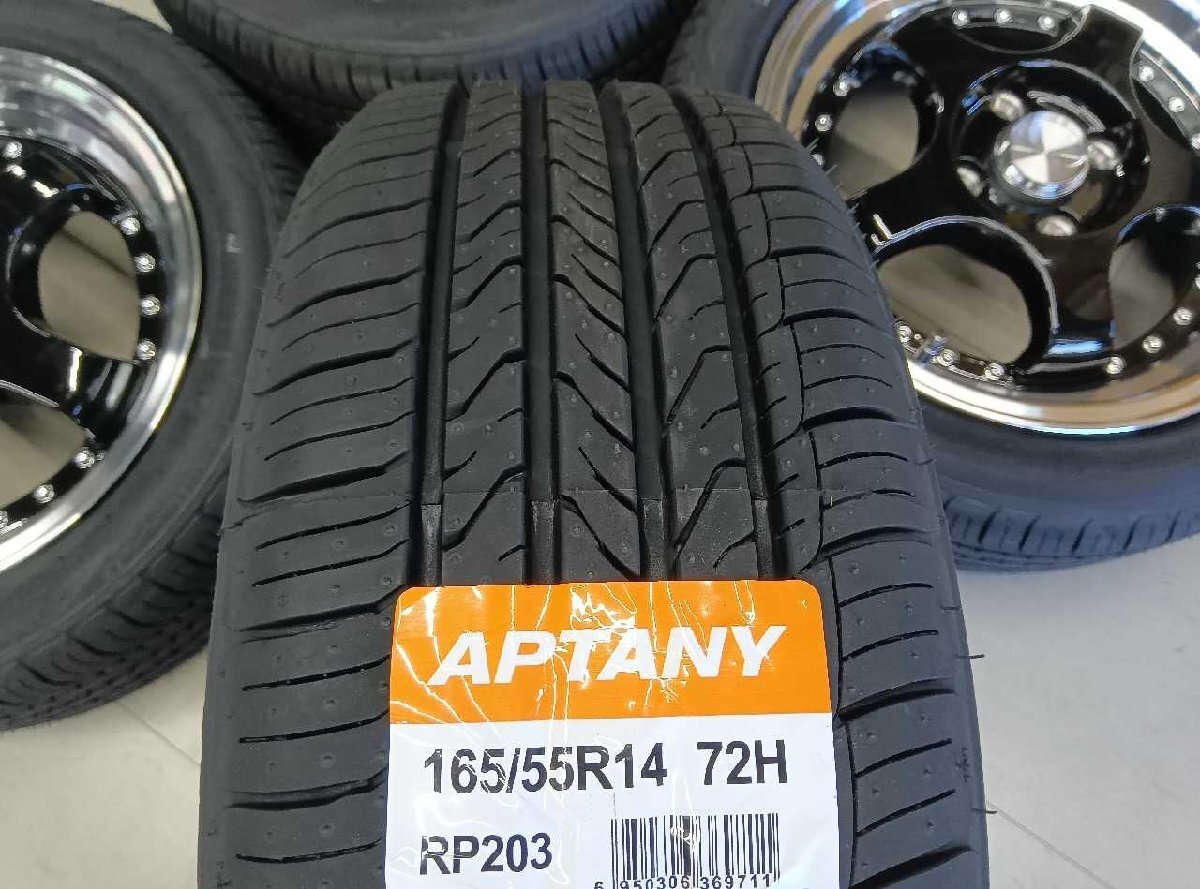 APTANY
165/55R14 72H
RP203
6 950306 369711